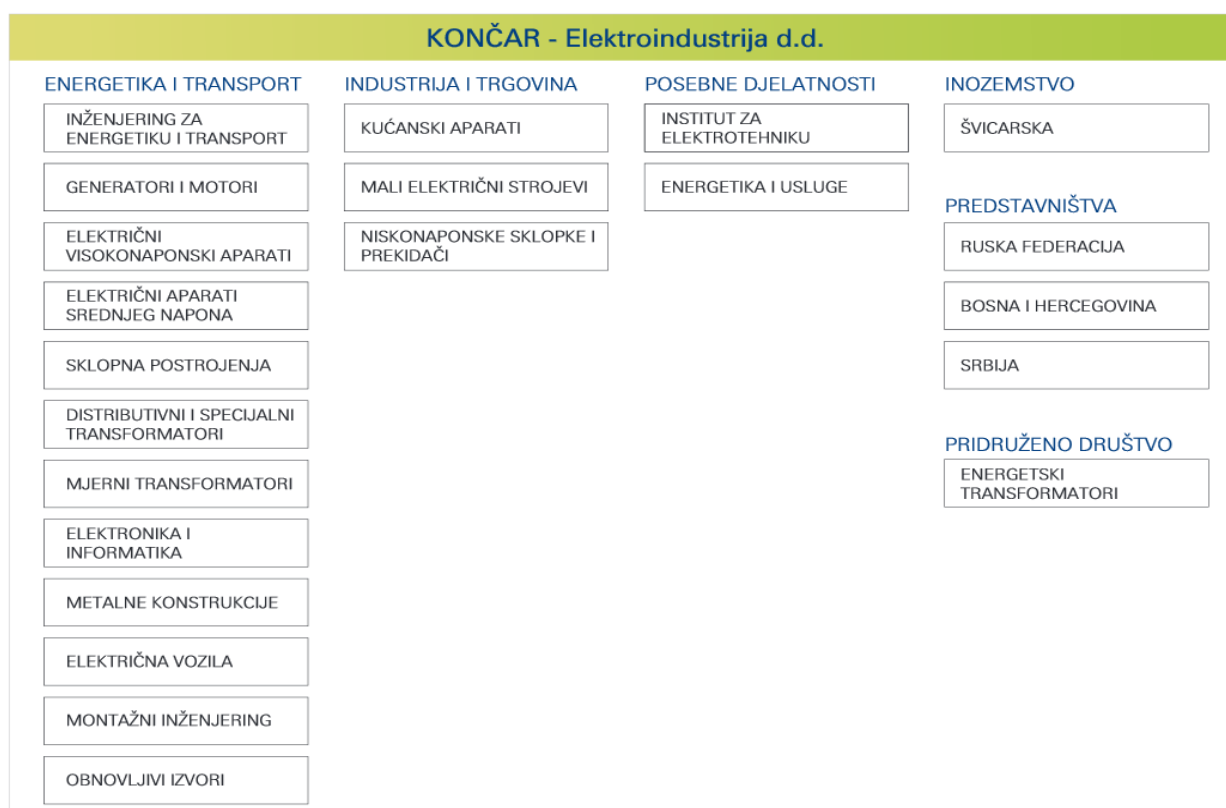 KONČAR - Elektroindustrija d.d.
ENERGETIKA I TRANSPORT
INŽENJERING ZA
ENERGETIKU I TRANSPORT
GENERATORI I MOTORI
ELEKTRIČNI
VISOKONAPONSKI APARATI
ELEKTRIČNI APARATI
SREDNJEG NAPONA
SKLOPNA POSTROJENJA
DISTRIBUTIVNI I SPECIJALNI
TRANSFORMATORI
MJERNI TRANSFORMATORI
ELEKTRONIKA I
INFORMATIKA
METALNE KONSTRUKCIJE
ELEKTRIČNA VOZILA
MONTAŽNI INŽENJERING
OBNOVLJIVI IZVORI
INDUSTRIJA I TRGOVINA
KUĆANSKI APARATI
MALI ELEKTRIČNI STROJEVI
NISKONAPONSKE SKLOPKE I
PREKIDAČI
POSEBNE DJELATNOSTI
INSTITUT ZA
ELEKTROTEHNIKU
ENERGETIKA I USLUGE
INOZEMSTVO
ŠVICARSKA
PREDSTAVNIŠTVA
RUSKA FEDERACIJA
BOSNA I HERCEGOVINA
SRBIJA
PRIDRUŽENO DRUŠTVO
ENERGETSKI
TRANSFORMATORI